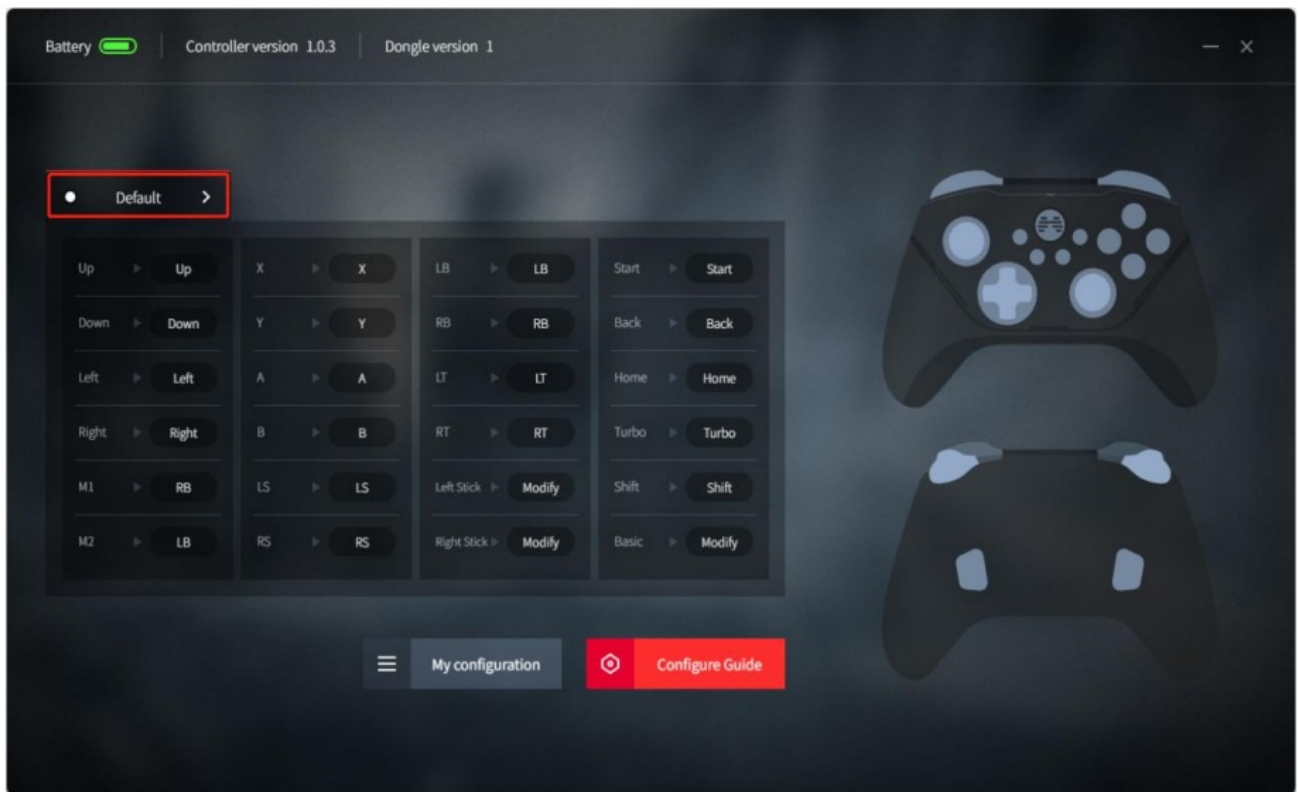 Battery Controller version 1.0.3 Dongle version 1
Default
Up Up X X LB LB Start Start
Down Down Y Y RB RB Back Back
Left Left A A LT LT Home Home
Right Right B B RT RT Turbo Turbo
M1 RB LS LS Left Stick Modify Shift Shift
M2 LB RS RS Right Stick Modify Basic Modify
My configuration Configure Guide